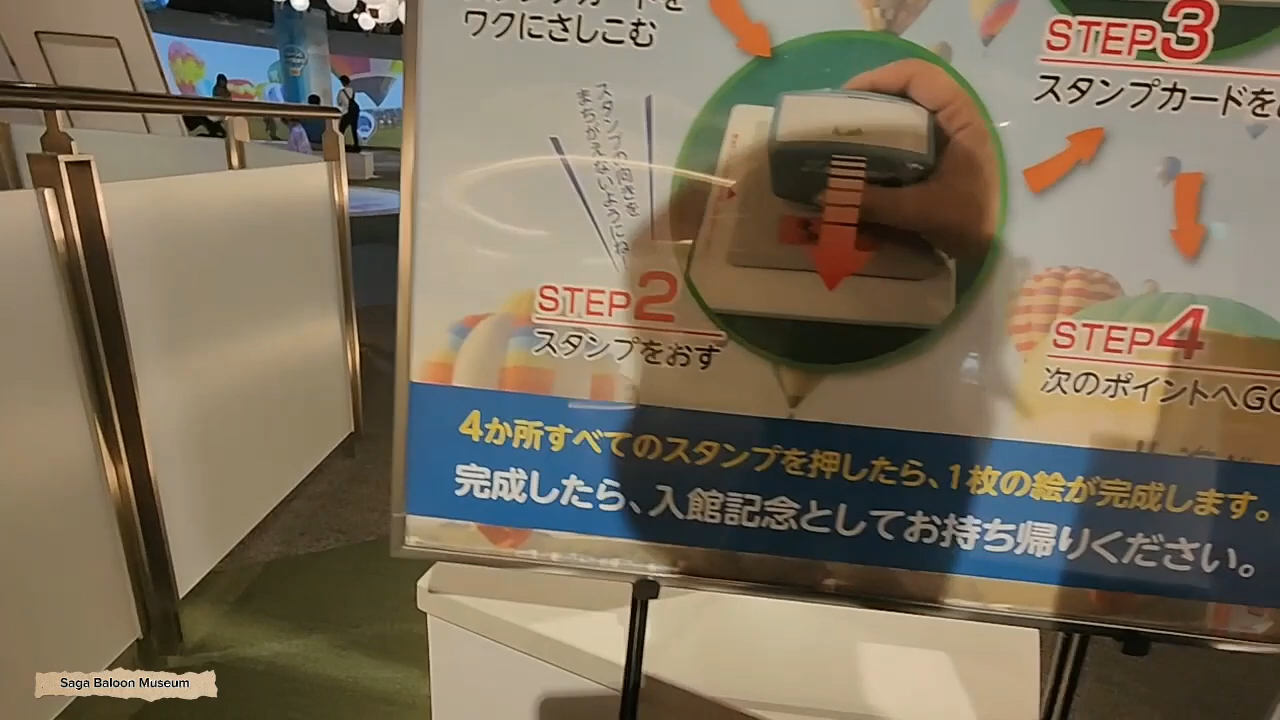 ワクにさしこむ
スタンプの向きを
まちがえないようにね!
STEP2
スタンプをおす
STEP3
スタンプカードを
STEP4
次のポイントへGO
4か所すべてのスタンプを押したら、1枚の絵が完成します。
完成したら、入館記念としてお持ち帰りください。
Saga Baloon Museum